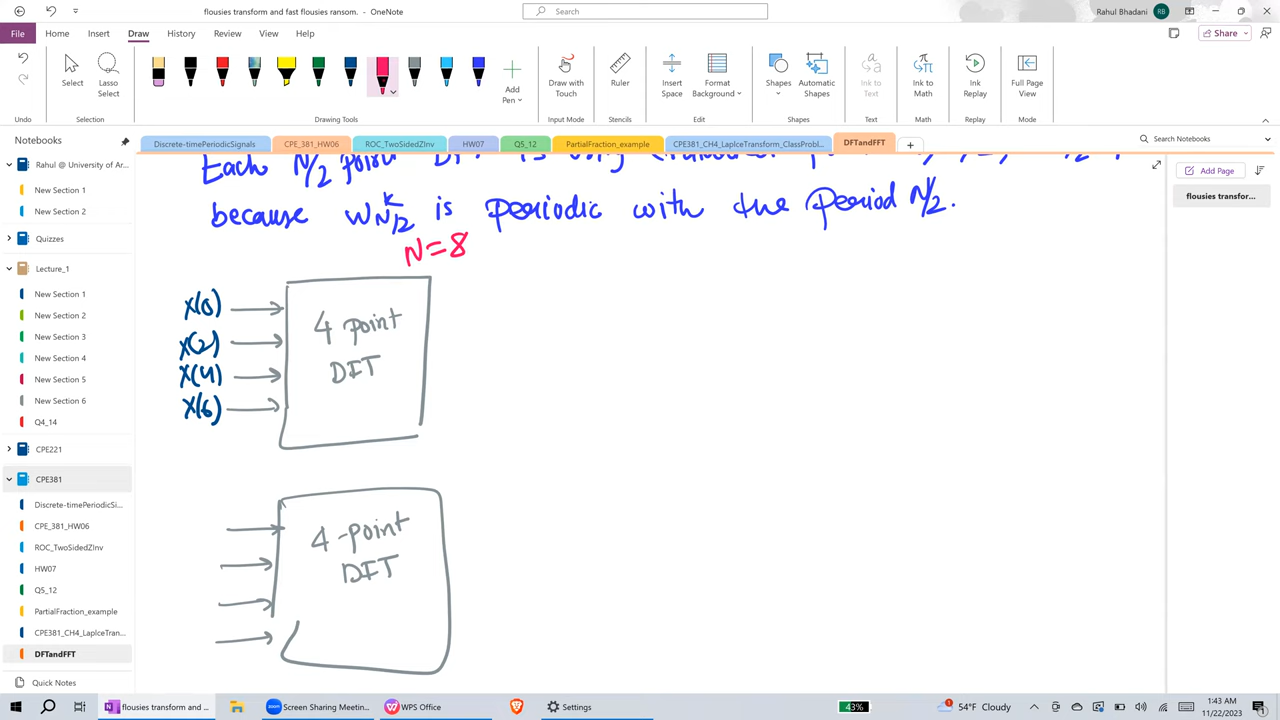 flousies transform and fast flousies ransom. - OneNote
Search
Rahul Bhadani
RB
File
Home
Insert
Draw
History
Review
View
Help
Share
Undo
Select
Lasso
Select
Selection
Add
Pen
Drawing Tools
Draw with
Touch
Input Mode
Ruler
Stencils
Insert
Space
Format
Background
Edit
Shapes
Automatic
Shapes
Shapes
Ink
to Text
Text
Ink to
Math
Math
Ink
Replay
Replay
Full Page
View
Mode
Notebooks
Discrete-timePeriodicSignals
CPE_381_HW06
ROC_TwoSidedZInv
HW07
Q5_12
PartialFraction_example
CPE381_CH4_LaplceTransform_ClassProbl...
DFTandFFT
Search Notebooks
Rahul @ University of Ar...
New Section 1
New Section 2
Quizzes
Lecture_1
New Section 1
New Section 2
New Section 3
New Section 4
New Section 5
New Section 6
Q4_14
CPE221
CPE381
Discrete-timePeriodicSi...
CPE_381_HW06
ROC_TwoSidedZInv
HW07
Q5_12
PartialFraction_example
CPE381_CH4_LaplceTran...
DFTandFFT
Quick Notes
Add Page
flousies transfor...
Each N/2 point
because W^k_N/2 is periodic with the period N/2.
N=8
x(0)
x(2)
x(4)
x(6)
4 point
DIT
4-point
DIT
flousies transform and ...
Screen Sharing Meetin...
WPS Office
Settings
43%
54°F Cloudy
1:43 AM
11/22/2023